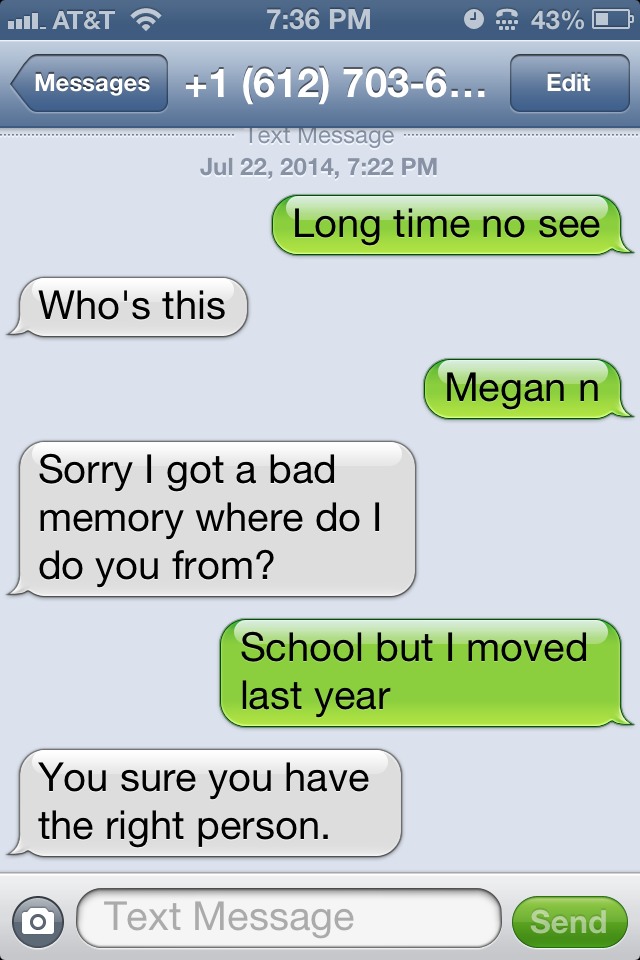 AT&T 7:36 PM 43%
Messages +1 (612) 703-6... Edit
Text Message
Jul 22, 2014, 7:22 PM
Long time no see
Who's this
Megan n
Sorry I got a bad
memory where do I
do you from?
School but I moved
last year
You sure you have
the right person.
Text Message Send